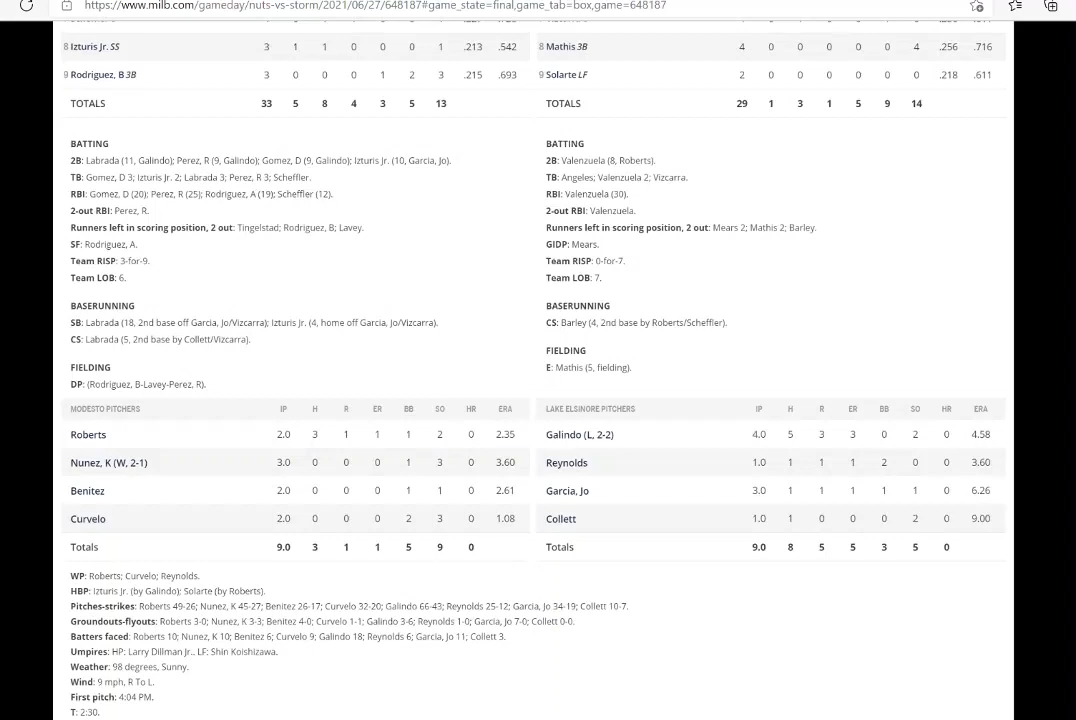 https://www.milb.com/gameday/nuts-vs-storm/2021/06/27/648187#game_state=final,game_tab=box,game=648187
8 Izturis Jr. SS 3 1 1 0 0 0 1 .213 .542
9 Rodriguez, B 3B 3 0 0 0 1 2 3 .215 .693
TOTALS 33 5 8 4 3 5 13
8 Mathis 3B 4 0 0 0 0 0 4 .256 .716
9 Solarte LF 2 0 0 0 0 0 0 .218 .611
TOTALS 29 1 3 1 5 9 14
BATTING
2B: Labrada (11, Galindo); Perez, R (9, Galindo); Gomez, D (9, Galindo); Izturis Jr. (10, Garcia, Jo).
TB: Gomez, D 3; Izturis Jr. 2; Labrada 3; Perez, R 3; Scheffler.
RBI: Gomez, D (20); Perez, R (25); Rodriguez, A (19); Scheffler (12).
2-out RBI: Perez, R.
Runners left in scoring position, 2 out: Tingelstad; Rodriguez, B; Lavey.
SF: Rodriguez, A.
Team RISP: 3-for-9.
Team LOB: 6.
BASERUNNING
SB: Labrada (18, 2nd base off Garcia, Jo/Vizcarra); Izturis Jr. (4, home off Garcia, Jo/Vizcarra).
CS: Labrada (5, 2nd base by Collett/Vizcarra).
FIELDING
DP: (Rodriguez, B-Lavey-Perez, R).
BATTING
2B: Valenzuela (8, Roberts).
TB: Angeles; Valenzuela 2; Vizcarra.
RBI: Valenzuela (30).
2-out RBI: Valenzuela.
Runners left in scoring position, 2 out: Mears 2; Mathis 2; Barley.
GIDP: Mears.
Team RISP: 0-for-7.
Team LOB: 7.
BASERUNNING
CS: Barley (4, 2nd base by Roberts/Scheffler).
FIELDING
E: Mathis (5, fielding).
MODESTO PITCHERS IP H R ER BB SO HR ERA
Roberts 2.0 3 1 1 1 2 0 2.35
Nunez, K (W, 2-1) 3.0 0 0 0 1 3 0 3.60
Benitez 2.0 0 0 0 1 1 0 2.61
Curvelo 2.0 0 0 0 2 3 0 1.08
Totals 9.0 3 1 1 5 9 0
LAKE ELSINORE PITCHERS IP H R ER BB SO HR ERA
Galindo (L, 2-2) 4.0 5 3 3 0 2 0 4.58
Reynolds 1.0 1 1 1 2 0 0 3.60
Garcia, Jo 3.0 1 1 1 1 1 0 6.26
Collett 1.0 1 0 0 0 2 0 9.00
Totals 9.0 8 5 5 3 5 0
WP: Roberts; Curvelo; Reynolds.
HBP: Izturis Jr. (by Galindo); Solarte (by Roberts).
Pitches-strikes: Roberts 49-26; Nunez, K 45-27; Benitez 26-17; Curvelo 32-20; Galindo 66-43; Reynolds 25-12; Garcia, Jo 34-19; Collett 10-7.
Groundouts-flyouts: Roberts 3-0; Nunez, K 3-3; Benitez 4-0; Curvelo 1-1; Galindo 3-6; Reynolds 1-0; Garcia, Jo 7-0; Collett 0-0.
Batters faced: Roberts 10; Nunez, K 10; Benitez 6; Curvelo 9; Galindo 18; Reynolds 6; Garcia, Jo 11; Collett 3.
Umpires: HP: Larry Dillman Jr.. LF: Shin Koishizawa.
Weather: 98 degrees, Sunny.
Wind: 9 mph, R To L.
First pitch: 4:04 PM.
T: 2:30.